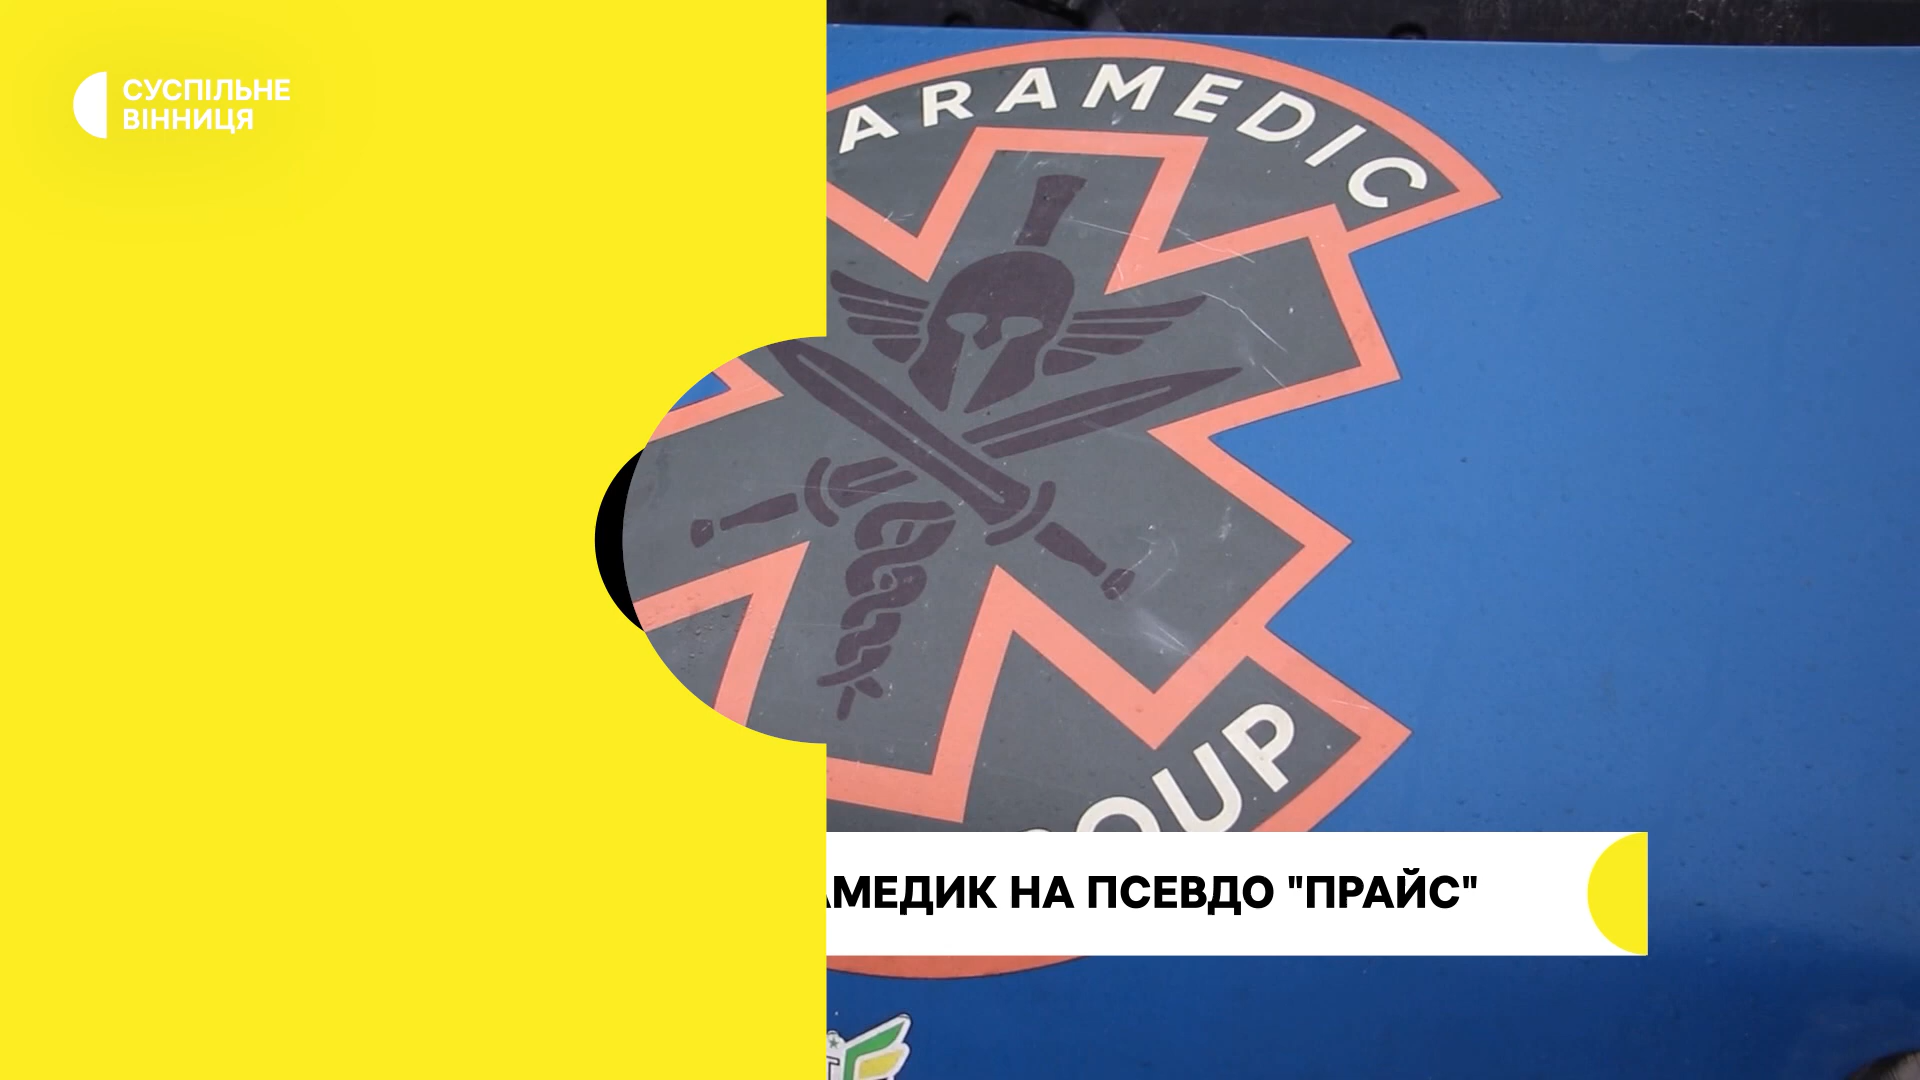 СУСПІЛЬНЕ
ВІННИЦЯ
ARAMEDIC
OUP
АМЕДИК НА ПСЕВДО "ПРАЙС"